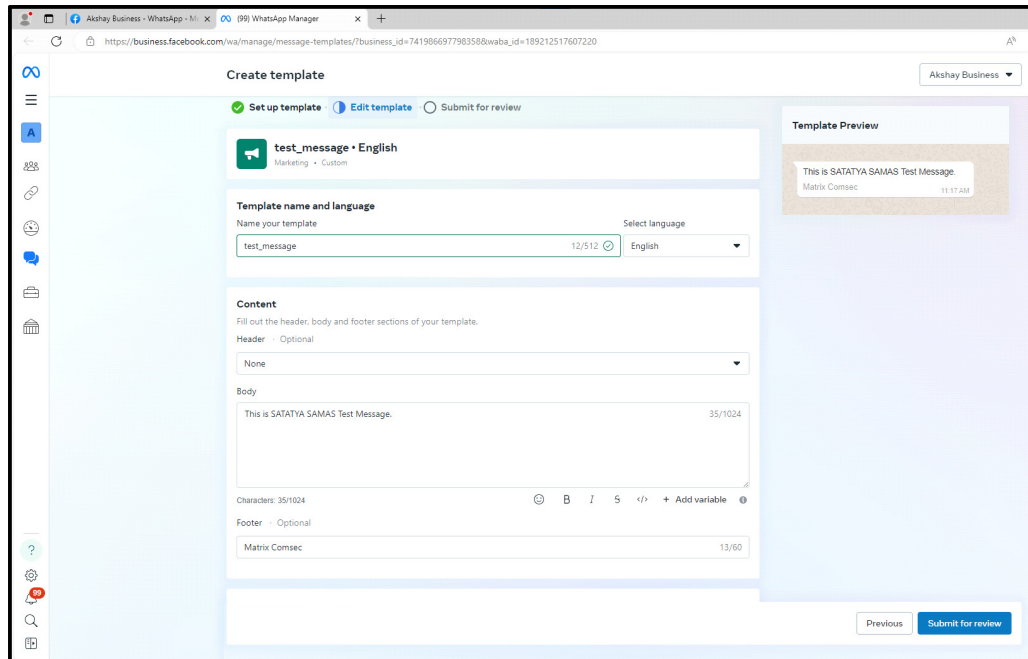 Akshay Business - WhatsApp - M
(99) WhatsApp Manager
https://business.facebook.com/wa/manage/message-templates/?business_id=741986697798358&waba_id=189212517607220
Create template
Akshay Business
Set up template
Edit template
Submit for review
A
test_message • English
Marketing • Custom
Template name and language
Name your template
Select language
test_message 12/512
English
Content
Fill out the header, body and footer sections of your template.
Header · Optional
None
Body
This is SATATYA SAMAS Test Message. 35/1024
Characters: 35/1024
B I S </> + Add variable
Footer · Optional
Matrix Comsec 13/60
Previous
Submit for review
Template Preview
This is SATATYA SAMAS Test Message.
Matrix Comsec 11:17 AM
?
99